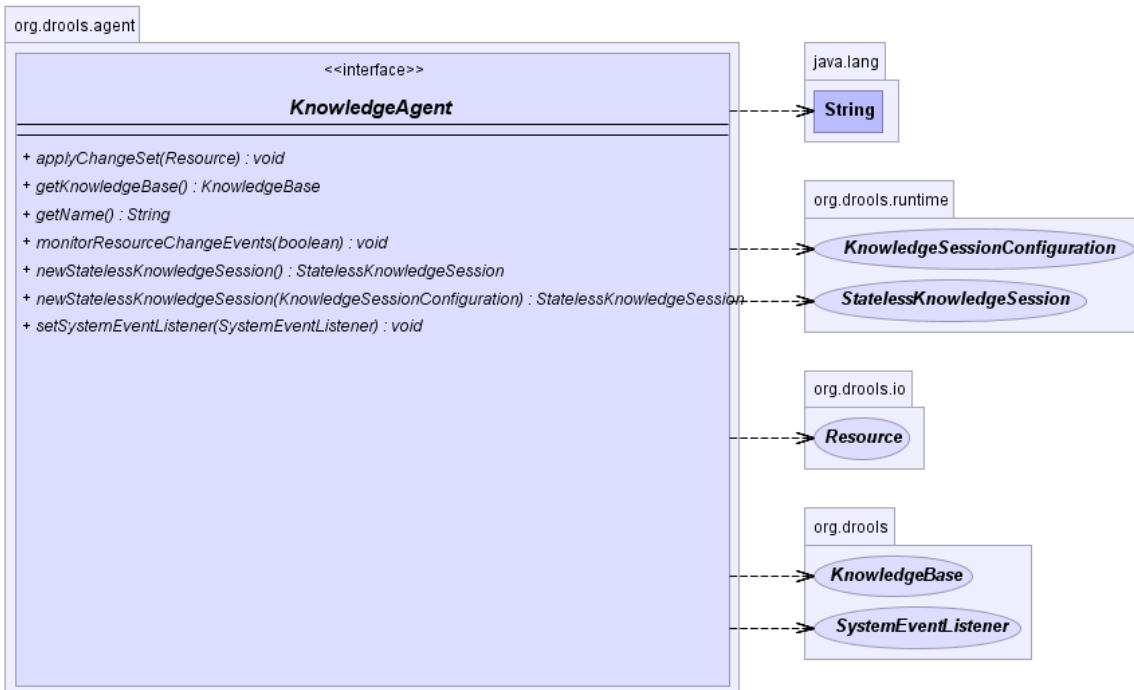 org.drools.agent
<<interface>>
KnowledgeAgent
+ applyChangeSet(Resource) : void
+ getKnowledgeBase() : KnowledgeBase
+ getName() : String
+ monitorResourceChangeEvents(boolean) : void
+ newStatelessKnowledgeSession() : StatelessKnowledgeSession
+ newStatelessKnowledgeSession(KnowledgeSessionConfiguration) : StatelessKnowledgeSession
+ setSystemEventListener(SystemEventListener) : void
java.lang
String
org.drools.runtime
KnowledgeSessionConfiguration
StatelessKnowledgeSession
org.drools.io
Resource
org.drools
KnowledgeBase
SystemEventListener